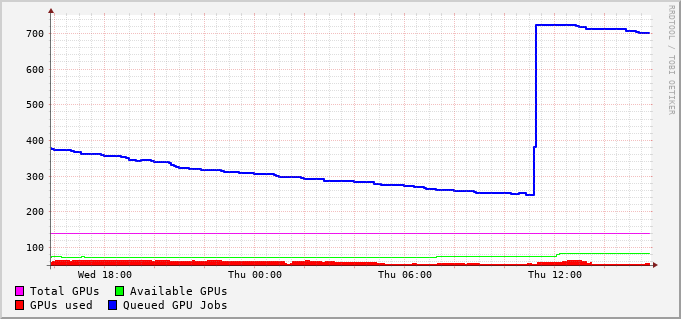 RRDTOOL / TOBI OETIKER
700
600
500
400
300
200
100
Wed 18:00 Thu 00:00 Thu 06:00 Thu 12:00
Total GPUs Available GPUs
GPUs used Queued GPU Jobs